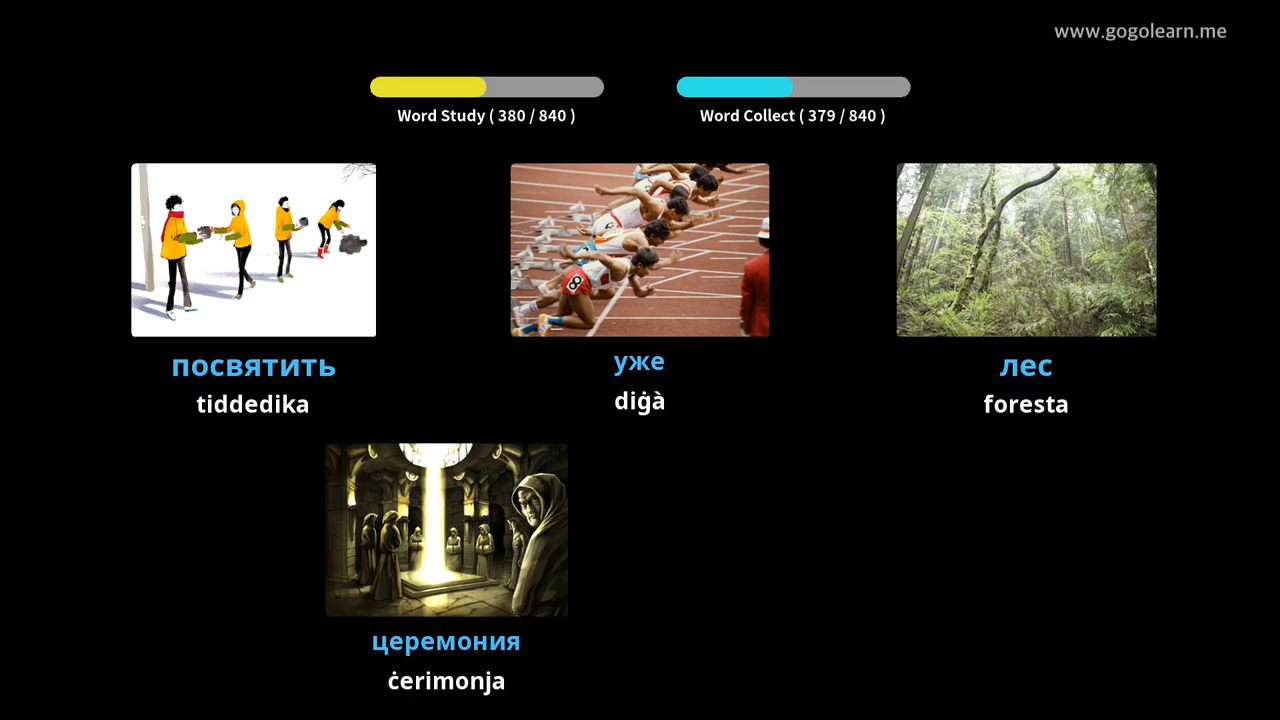 www.gogolearn.me
Word Study ( 380 / 840 )
Word Collect ( 379 / 840 )
посвятить
tiddedika
уже
diġà
лес
foresta
церемония
ċerimonja